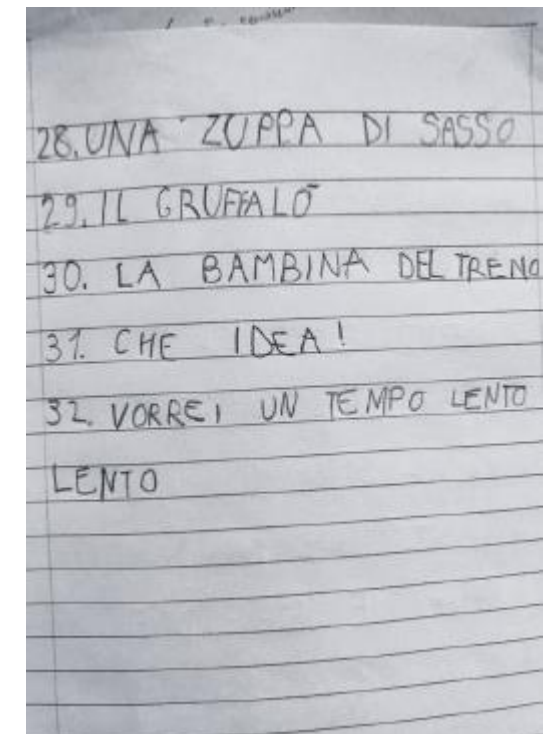 28. UNA ZUPPA DI SASSO
29. IL GRUFFALÒ
30. LA BAMBINA DEL TRENO
31. CHE IDEA!
32. VORREI UN TEMPO LENTO
LENTO